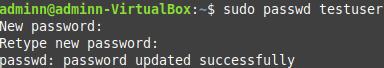 adminn@adminn-VirtualBox:~$ sudo passwd testuser
New password:
Retype new password:
passwd: password updated successfully